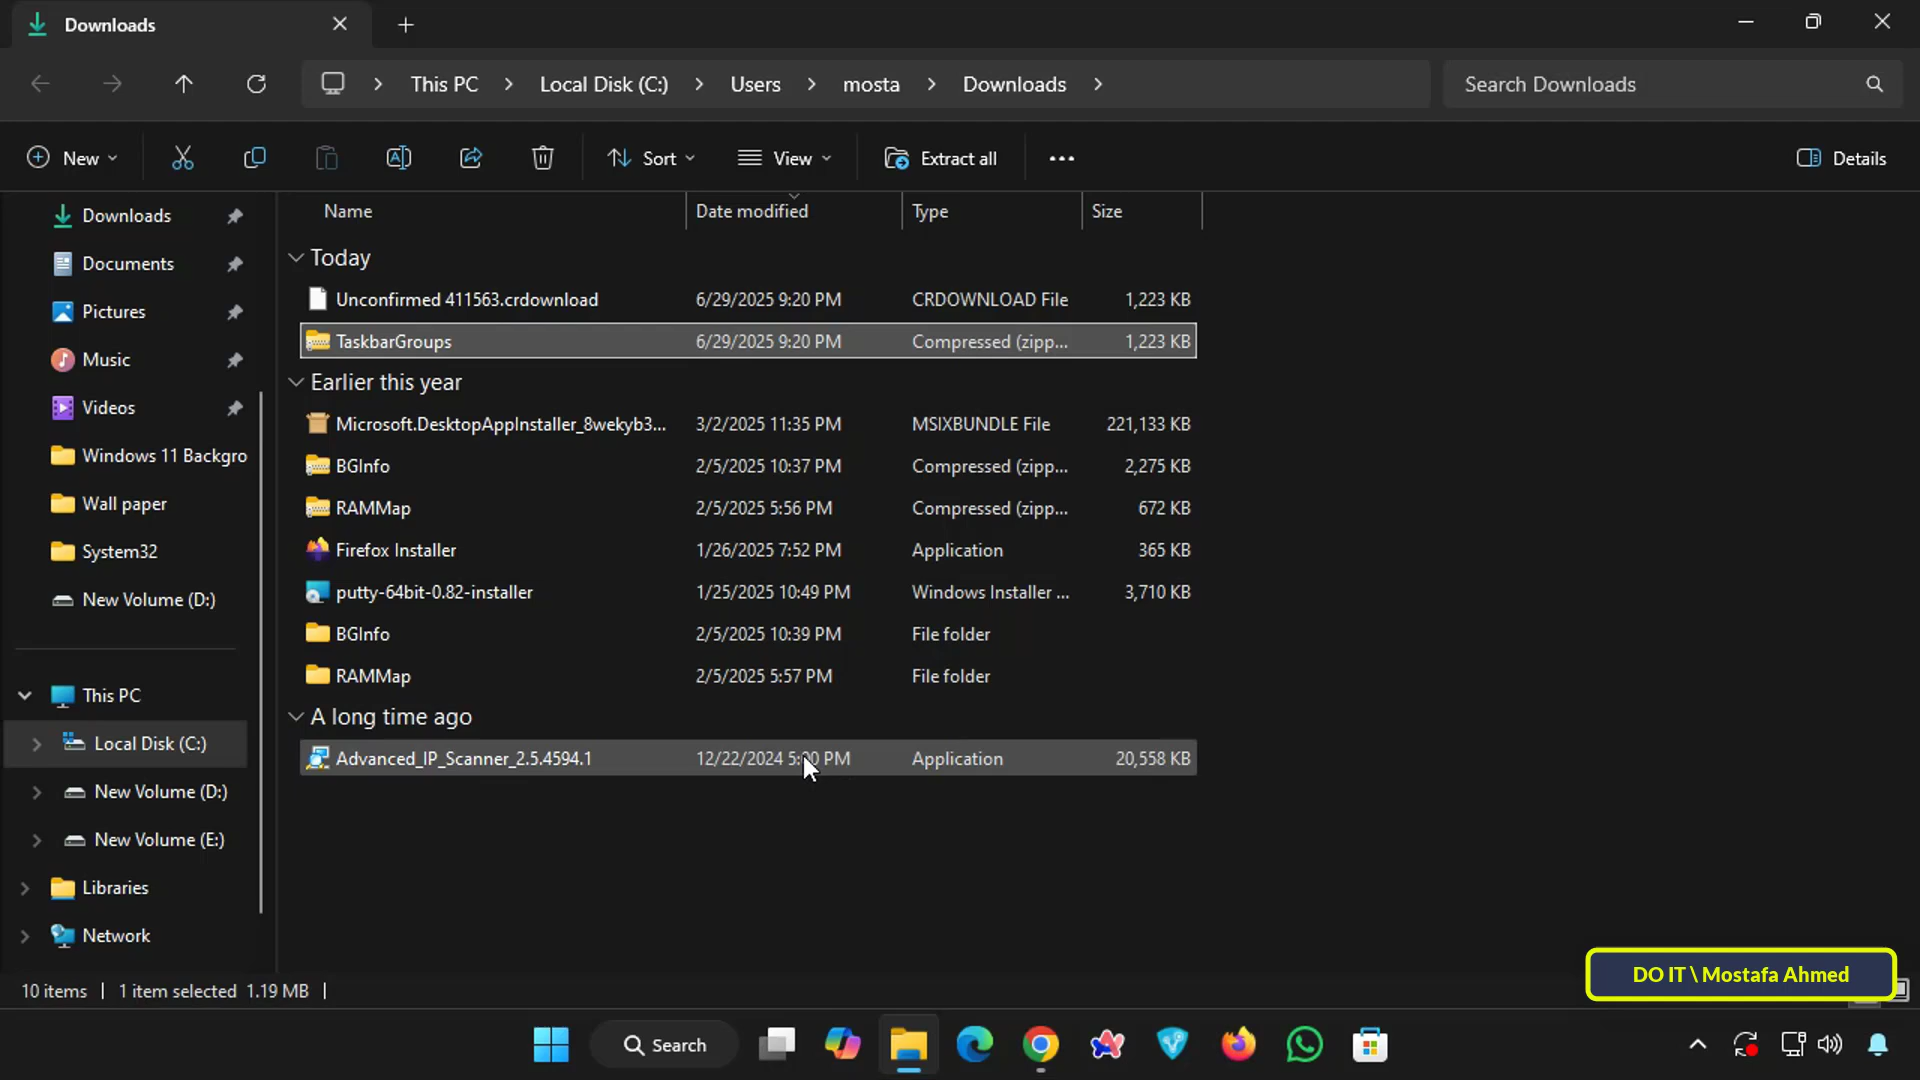 Downloads
This PC > Local Disk (C:) > Users > mosta > Downloads >
Search Downloads
New
Sort
View
Extract all
Details
Downloads
Documents
Pictures
Music
Videos
Windows 11 Backgro
Wall paper
System32
New Volume (D:)
This PC
Local Disk (C:)
New Volume (D:)
New Volume (E:)
Libraries
Network
Name Date modified Type Size
Today
Unconfirmed 411563.crdownload 6/29/2025 9:20 PM CRDOWNLOAD File 1,223 KB
TaskbarGroups 6/29/2025 9:20 PM Compressed (zipp... 1,223 KB
Earlier this year
Microsoft.DesktopAppInstaller_8wekyb3... 3/2/2025 11:35 PM MSIXBUNDLE File 221,133 KB
BGInfo 2/5/2025 10:37 PM Compressed (zipp... 2,275 KB
RAMMap 2/5/2025 5:56 PM Compressed (zipp... 672 KB
Firefox Installer 1/26/2025 7:52 PM Application 365 KB
putty-64bit-0.82-installer 1/25/2025 10:49 PM Windows Installer ... 3,710 KB
BGInfo 2/5/2025 10:39 PM File folder
RAMMap 2/5/2025 5:57 PM File folder
A long time ago
Advanced_IP_Scanner_2.5.4594.1 12/22/2024 PM Application 20,558 KB
10 items | 1 item selected 1.19 MB |
DO IT \ Mostafa Ahmed
Search